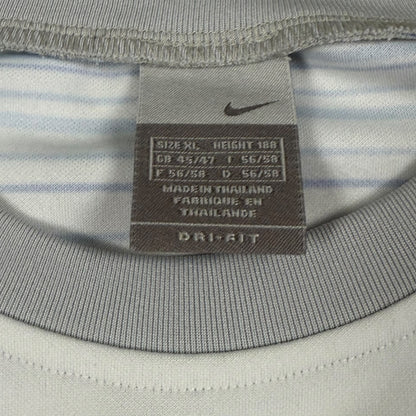 SIZE XL HEIGHT 188
GB 45/47 I 56/58
F 56/58 D 56/58
MADE IN THAILAND
FABRIQUE EN
THAILANDE
DRI-FIT